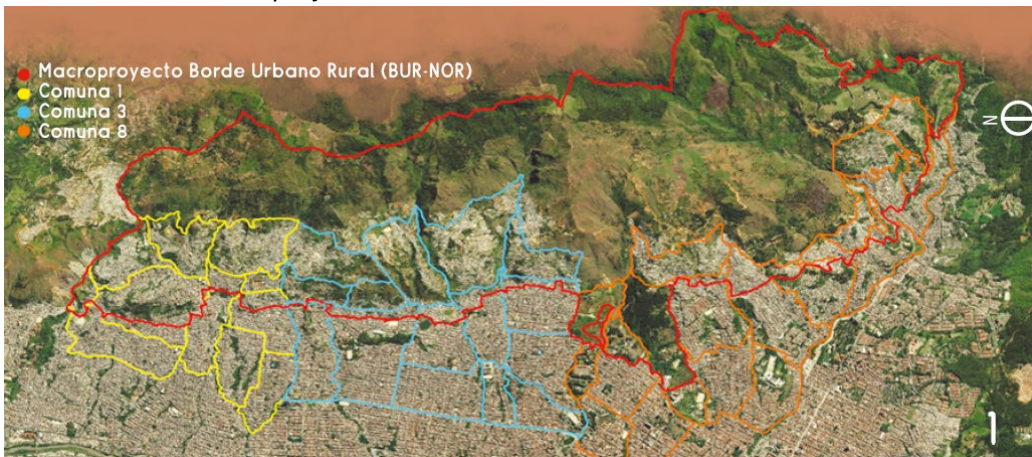 Macroproyecto Borde Urbano Rural (BUR-NOR)
Comuna 1
Comuna 3
Comuna 8
N
1